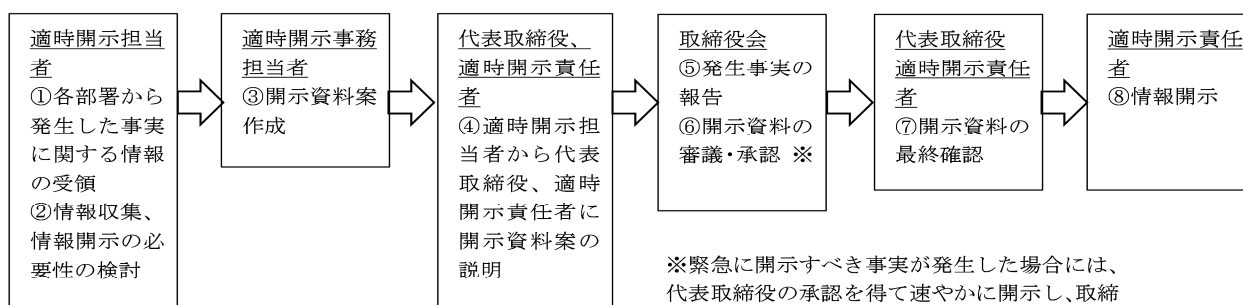 適時開示担当
者
①各部署から
発生した事実
に関する情報
の受領
②情報収集、
情報開示の必
要性の検討
適時開示事務
担当者
③開示資料案
作成
代表取締役、
適時開示責任
者
④適時開示担
当者から代表
取締役、適時
開示責任者に
開示資料案の
説明
取締役会
⑤発生事実の
報告
⑥開示資料の
審議・承認 ※
代表取締役
適時開示責任
者
⑦開示資料の
最終確認
適時開示責任
者
⑧情報開示
※緊急に開示すべき事実が発生した場合には、
代表取締役の承認を得て速やかに開示し、取締